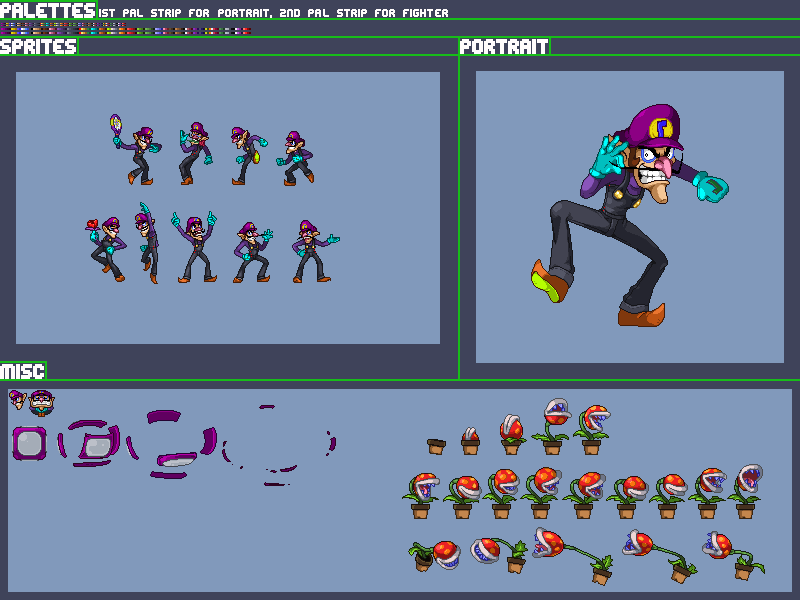 PALETTES 1ST PAL STRIP FOR PORTRAIT, 2ND PAL STRIP FOR FIGHTER
SPRITES
PORTRAIT
MISC